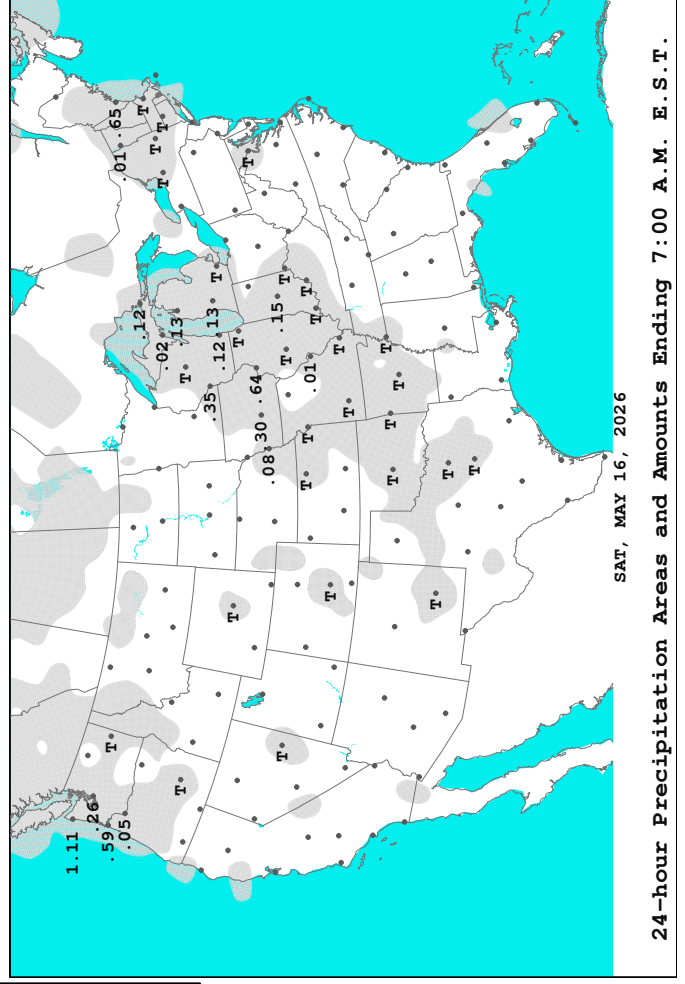 1.11
.26
.59
T
.65
.01
.05
.12
T
T
.02
T
T
.13
T
T
.35
.13
T
.12
T
T
T
.64
.30
.08
.15
T
T
T
T
T
T
.01
T
T
T
T
T
T
T
T
T
T
T
SAT, MAY 16, 2026
24-hour Precipitation Areas and Amounts Ending 7:00 A.M. E.S.T.